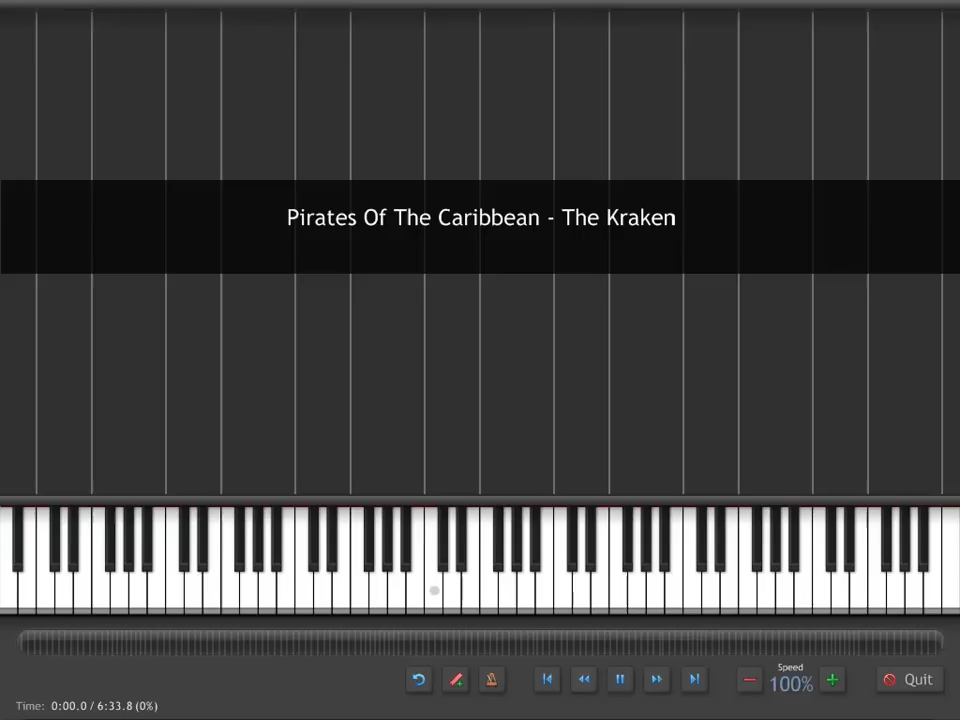 Pirates Of The Caribbean - The Kraken
Speed
100%
Quit
Time: 0:00.0 / 6:33.8 (0%)